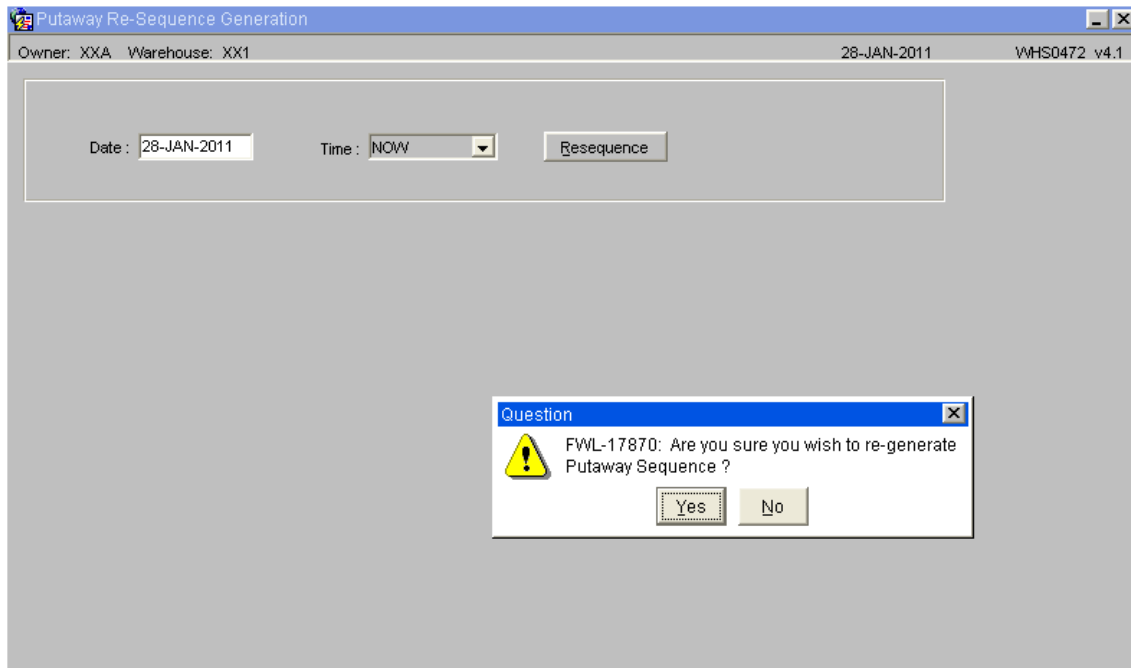 Putaway Re-Sequence Generation
Owner: XXA Warehouse: XX1 28-JAN-2011 WHS0472 v4.1
Date : 28-JAN-2011 Time : NOW Resequence
Question
FWL-17870: Are you sure you wish to re-generate
Putaway Sequence ?
Yes No